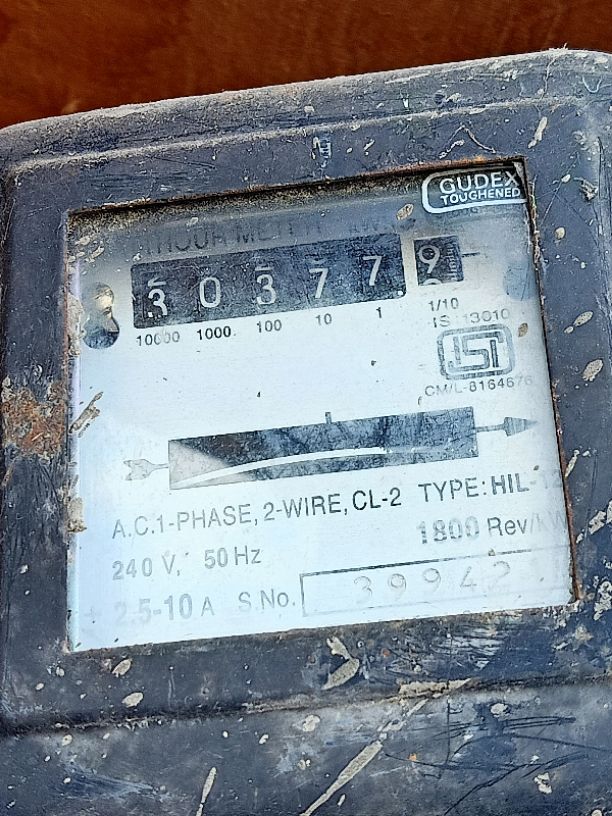 GUDEX
TOUGHENED
HOUR METER
3 0 3 7 7 9
10000 1000 100 10 1 1/10
IS:13010
ISI
CM/L-8164676
A.C.1-PHASE, 2-WIRE, CL-2 TYPE: HIL-
240 V, 50 Hz 1800 Rev/
2.5-10 A S.No. 39942